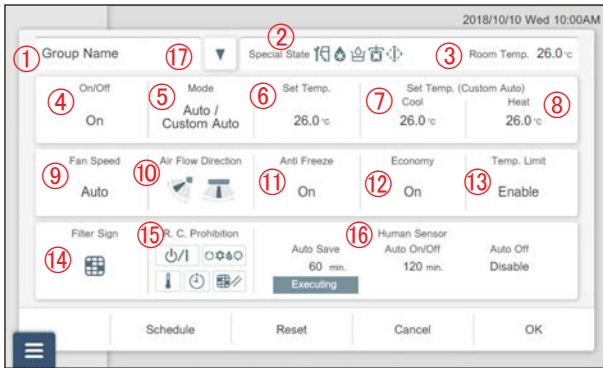 2018/10/10 Wed 10:00AM
① Group Name ⑰ ▼ ② Special State ③ Room Temp. 26.0 °C
④ On/Off
On
⑤ Mode
Auto /
Custom Auto
⑥ Set Temp.
26.0 °C
Set Temp. (Custom Auto)
⑦ Cool
26.0 °C
Heat ⑧
26.0 °C
⑨ Fan Speed
Auto
⑩ Air Flow Direction
⑪ Anti Freeze
On
⑫ Economy
On
⑬ Temp. Limit
Enable
⑭ Filter Sign
⑮ R. C. Prohibition
⑯ Human Sensor
Auto Save
60 min.
Executing
Auto On/Off
120 min.
Auto Off
Disable
Schedule
Reset
Cancel
OK